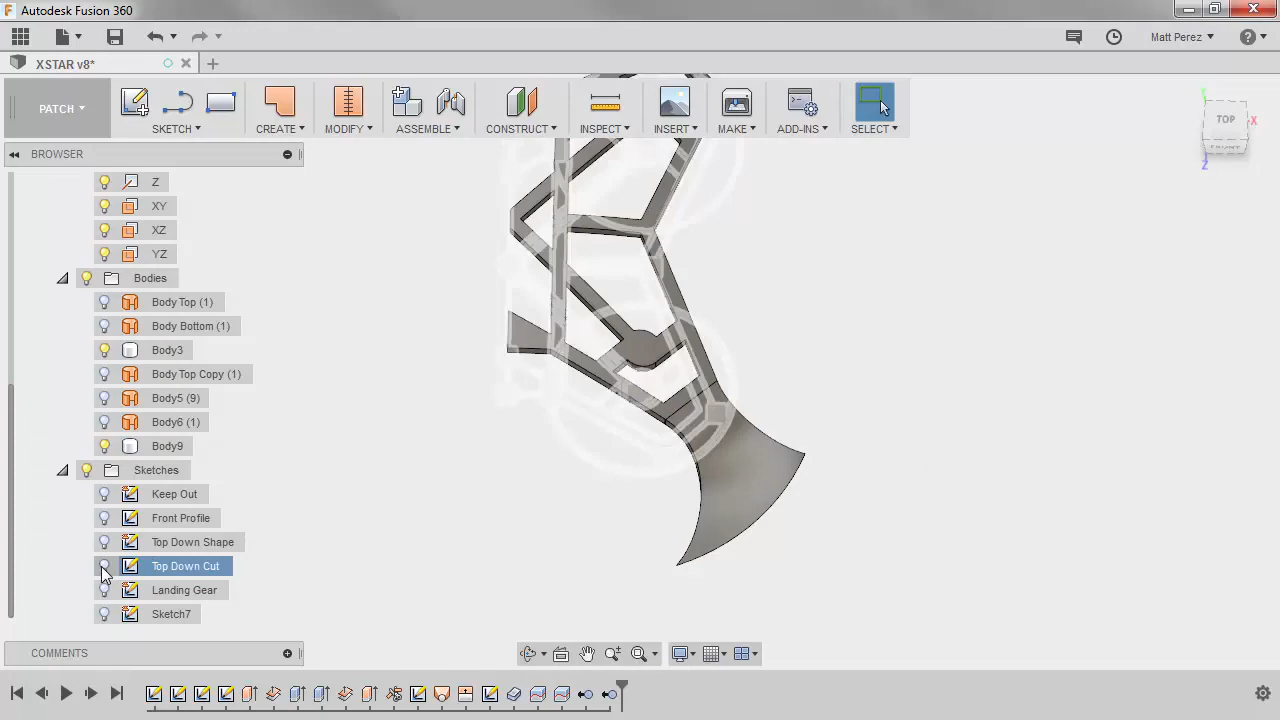 Autodesk Fusion 360
Matt Perez
XSTAR v8*
PATCH
SKETCH
CREATE
MODIFY
ASSEMBLE
CONSTRUCT
INSPECT
INSERT
MAKE
ADD-INS
SELECT
TOP
FRONT
X
Y
Z
BROWSER
Z
XY
XZ
YZ
Bodies
Body Top (1)
Body Bottom (1)
Body3
Body Top Copy (1)
Body5 (9)
Body6 (1)
Body9
Sketches
Keep Out
Front Profile
Top Down Shape
Top Down Cut
Landing Gear
Sketch7
COMMENTS